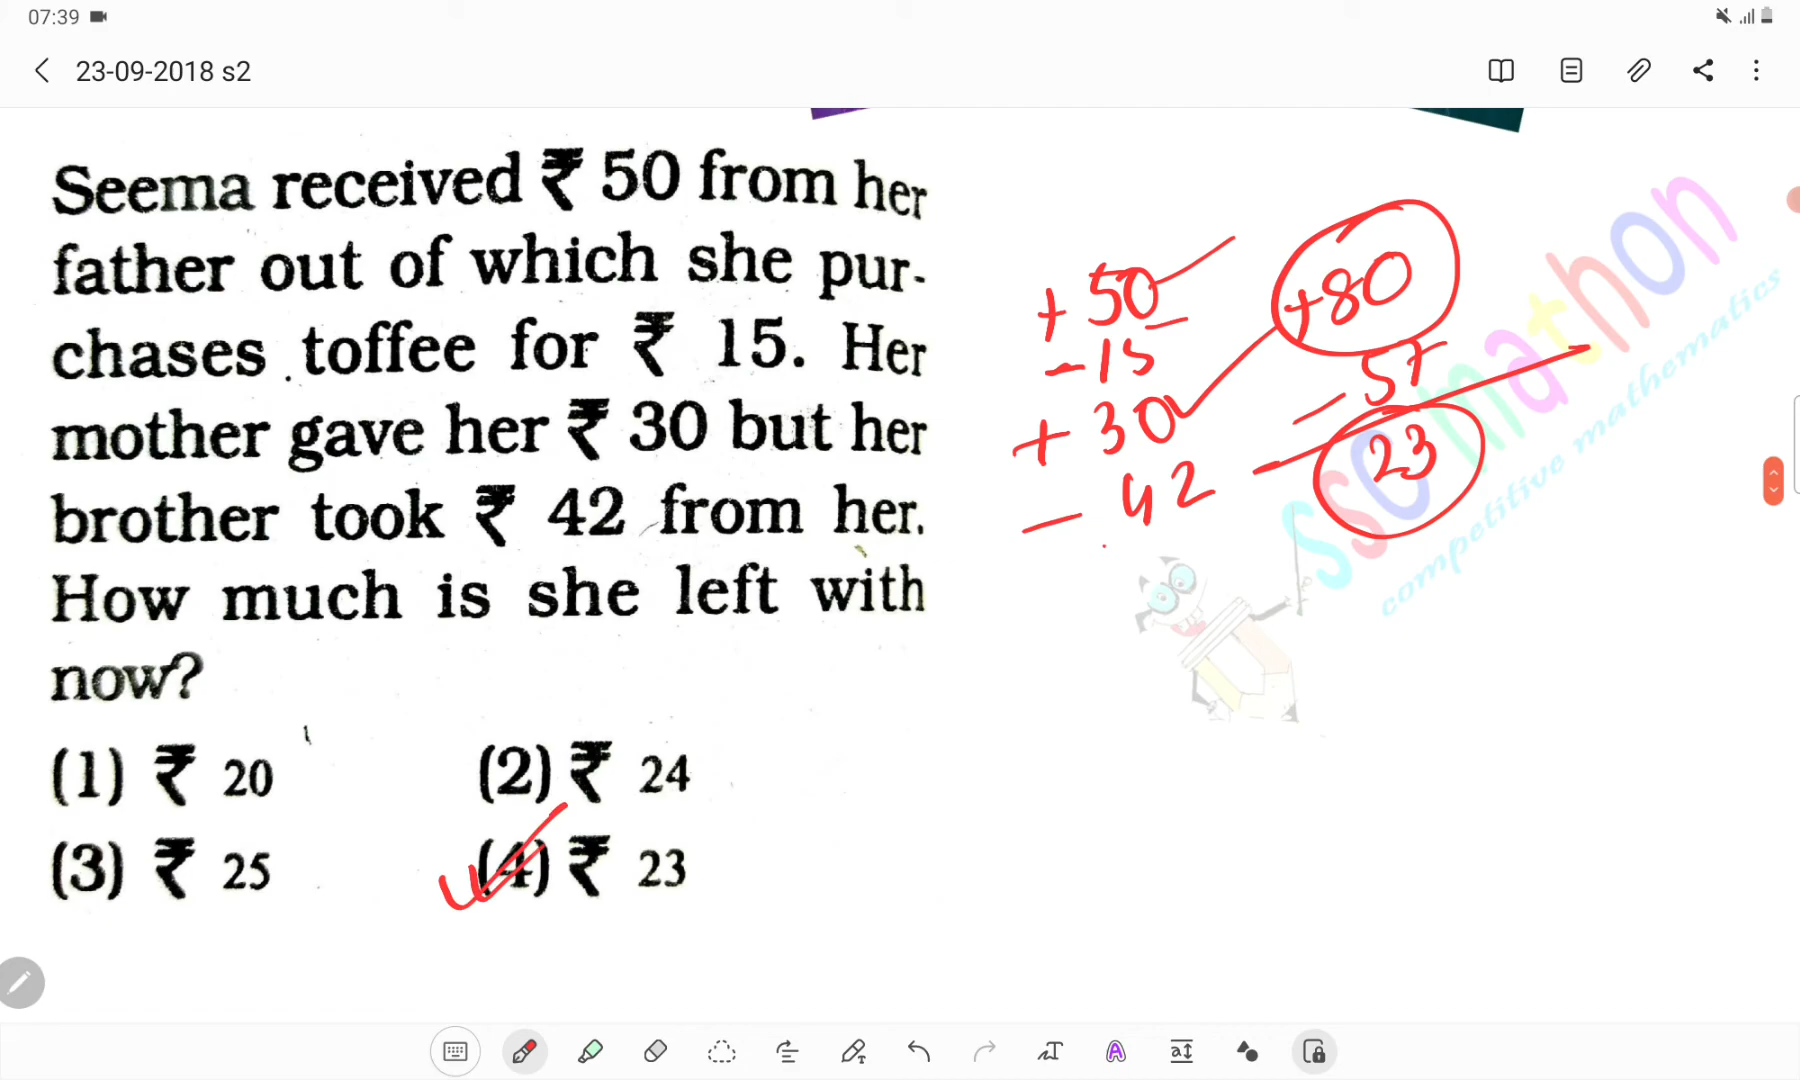 07:39
23-09-2018 s2
Seema received ₹ 50 from her
father out of which she pur-
chases toffee for ₹ 15. Her
mother gave her ₹ 30 but her
brother took ₹ 42 from her.
How much is she left with
now?
(1) ₹ 20
(2) ₹ 24
(3) ₹ 25
(4) ₹ 23
+ 50
- 15
+ 30
- 42
+80
- 57
23
ssc mathon
competitive mathematics